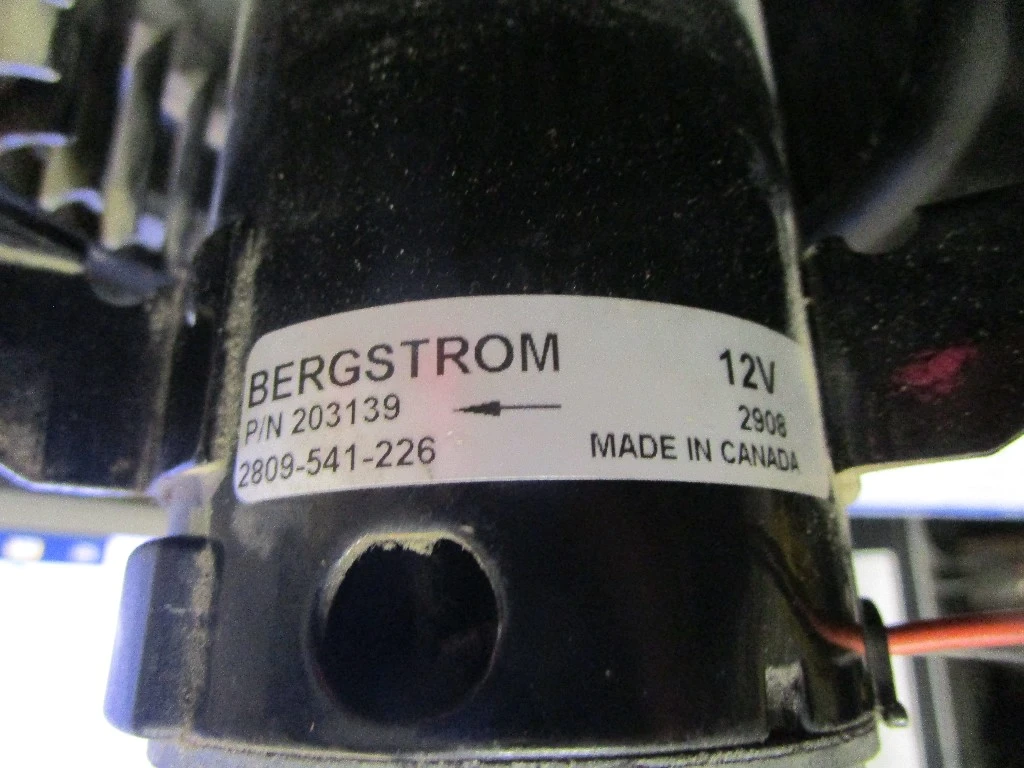 BERGSTROM
P/N 203139
2809-541-226
12V
2908
MADE IN CANADA